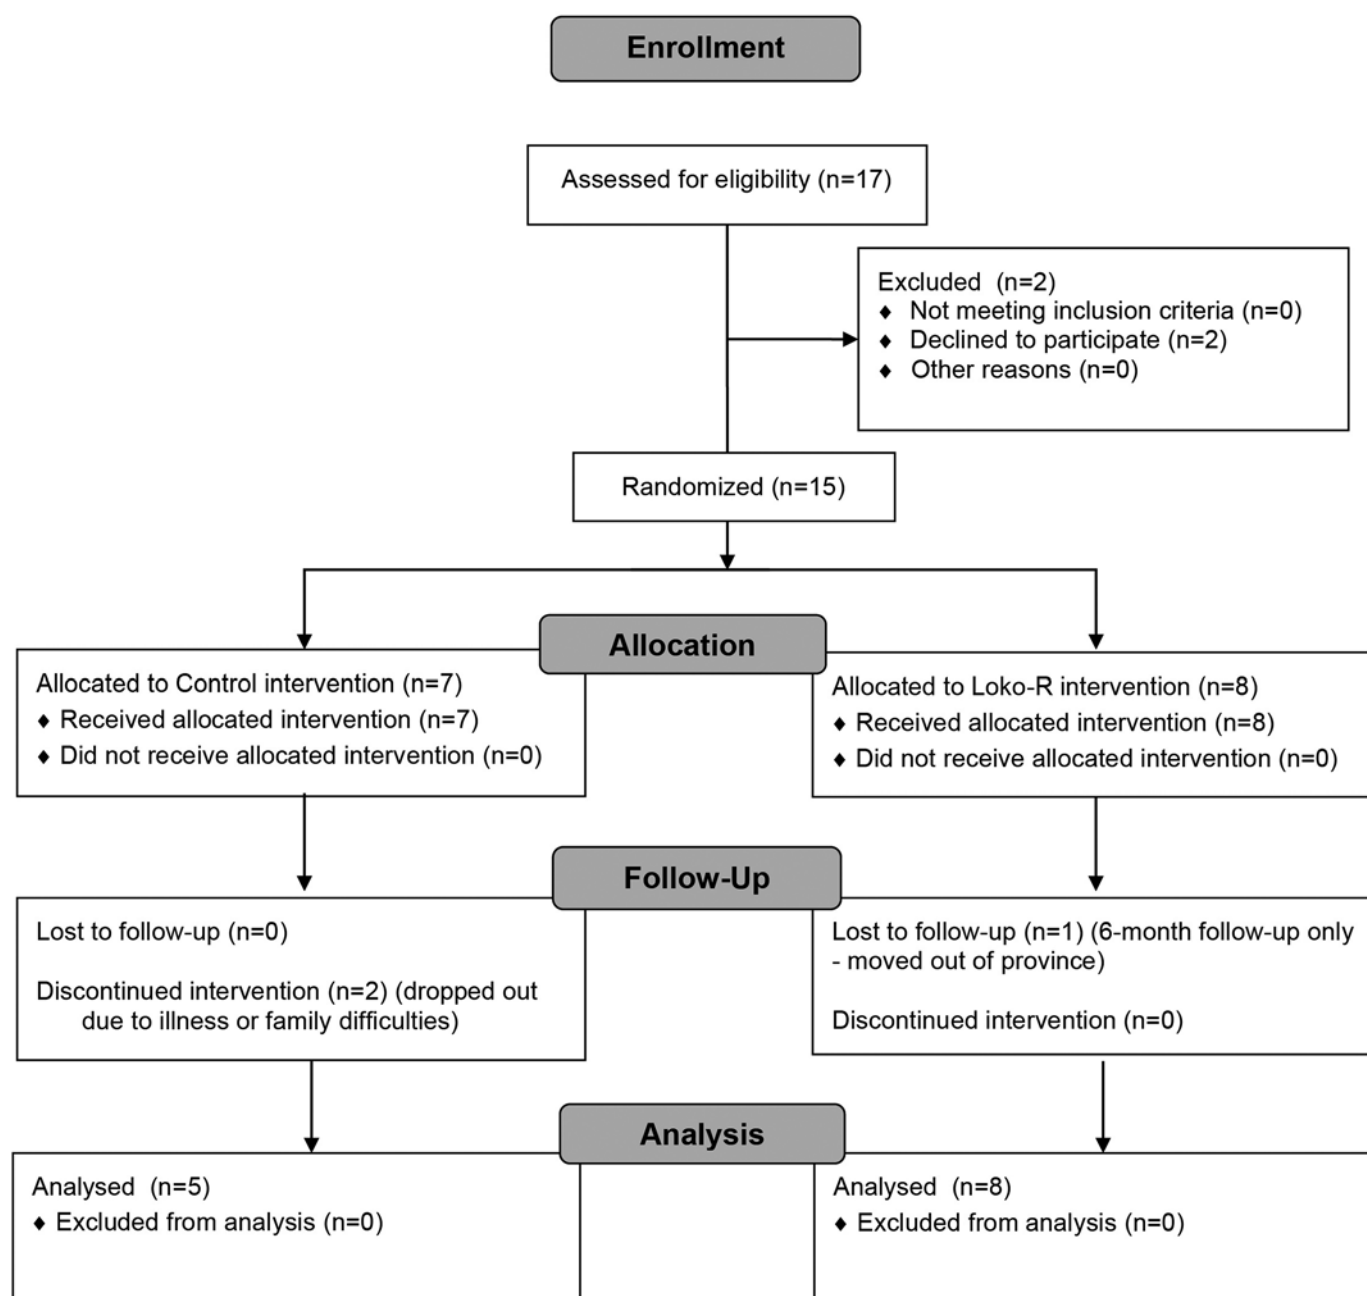 Enrollment
Assessed for eligibility (n=17)
Excluded (n=2)
♦ Not meeting inclusion criteria (n=0)
♦ Declined to participate (n=2)
♦ Other reasons (n=0)
Randomized (n=15)
Allocation
Allocated to Control intervention (n=7)
♦ Received allocated intervention (n=7)
♦ Did not receive allocated intervention (n=0)
Allocated to Loko-R intervention (n=8)
♦ Received allocated intervention (n=8)
♦ Did not receive allocated intervention (n=0)
Follow-Up
Lost to follow-up (n=0)
Discontinued intervention (n=2) (dropped out
due to illness or family difficulties)
Lost to follow-up (n=1) (6-month follow-up only
- moved out of province)
Discontinued intervention (n=0)
Analysis
Analysed (n=5)
♦ Excluded from analysis (n=0)
Analysed (n=8)
♦ Excluded from analysis (n=0)